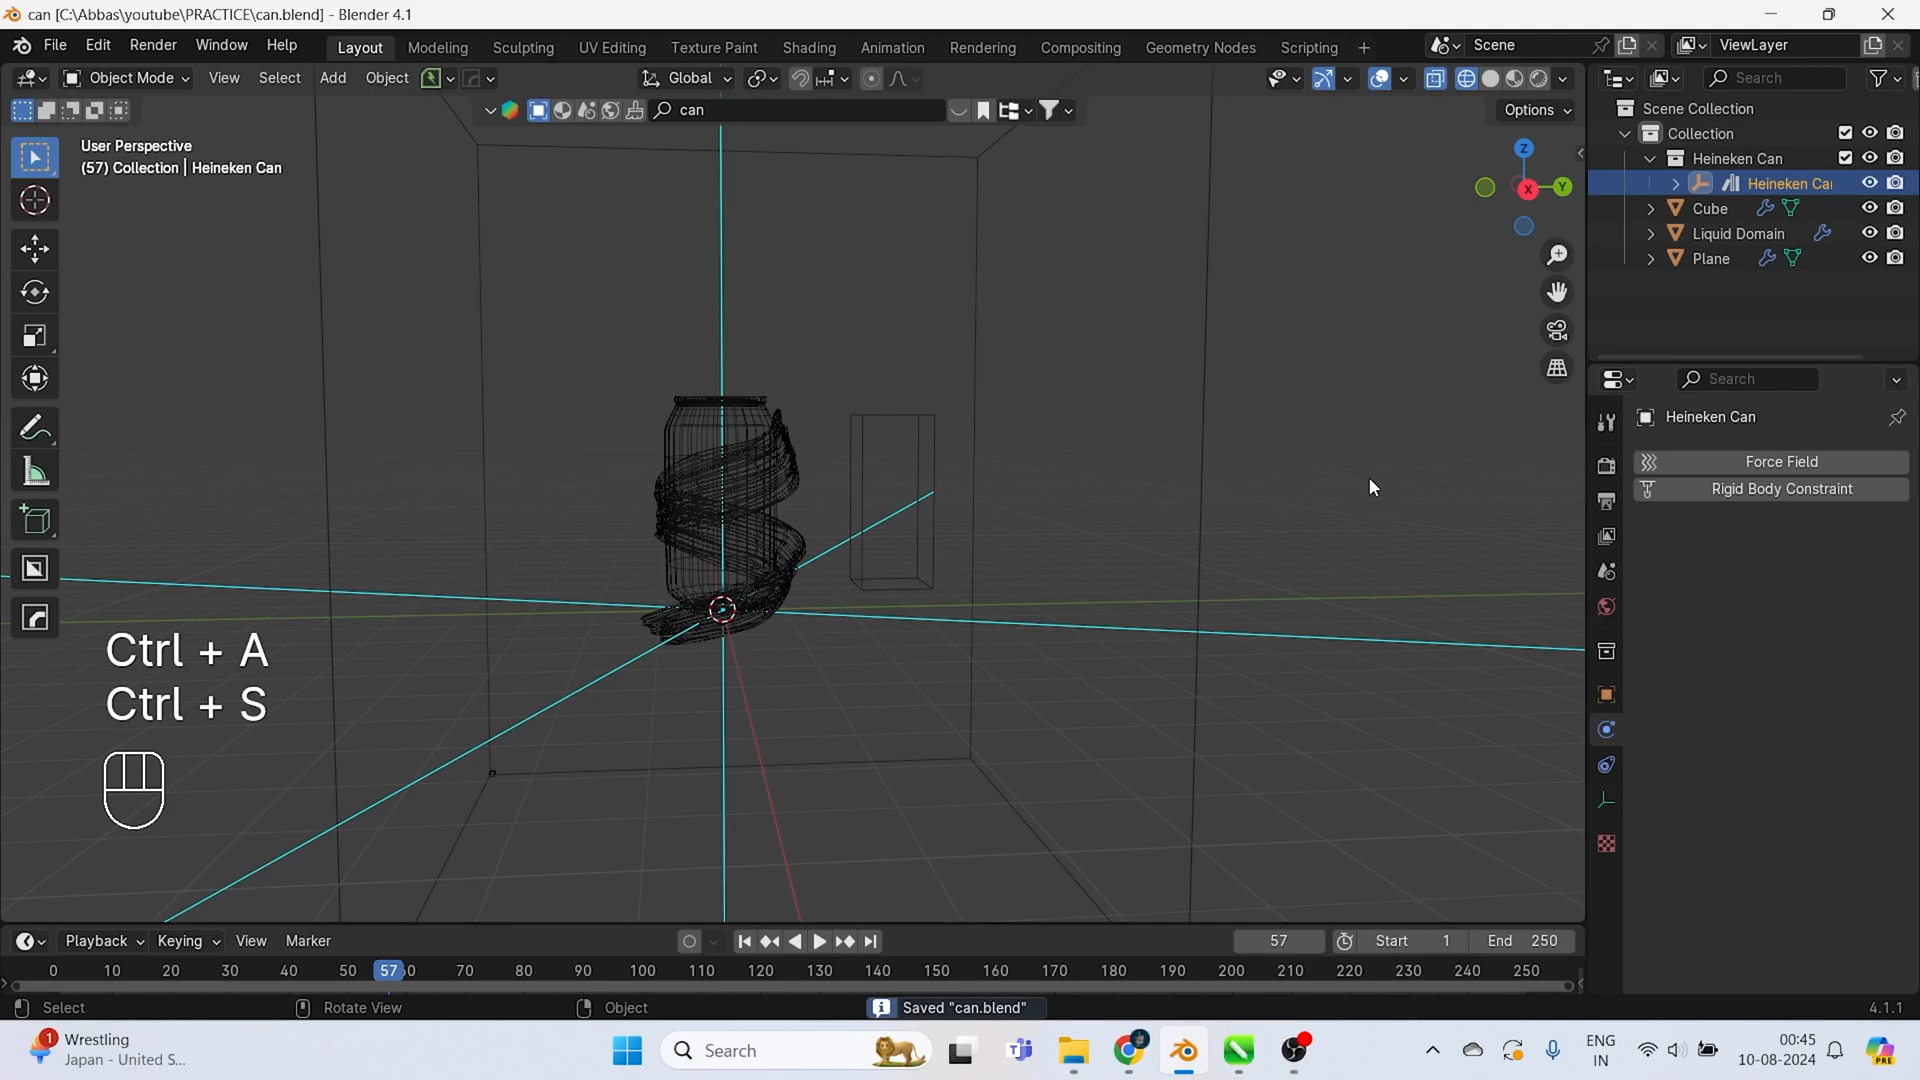 can [C:\Abbas\youtube\PRACTICE\can.blend] - Blender 4.1
File Edit Render Window Help
Layout Modeling Sculpting UV Editing Texture Paint Shading Animation Rendering Compositing Geometry Nodes Scripting +
Scene
ViewLayer
Object Mode View Select Add Object
Global
Search
can
Options
User Perspective
(57) Collection | Heineken Can
Z
X
Y
Scene Collection
Collection
Heineken Can
Heineken Ca
Cube
Liquid Domain
Plane
Search
Heineken Can
Force Field
Rigid Body Constraint
Ctrl + A
Ctrl + S
Playback Keying View Marker
57 Start 1 End 250
0 10 20 30 40 50 57 70 80 90 100 110 120 130 140 150 160 170 180 190 200 210 220 230 240 250
Select Rotate View Object
Saved "can.blend"
4.1.1
1
Wrestling
Japan - United S...
Search
PRE
ENG
IN
00:45
10-08-2024